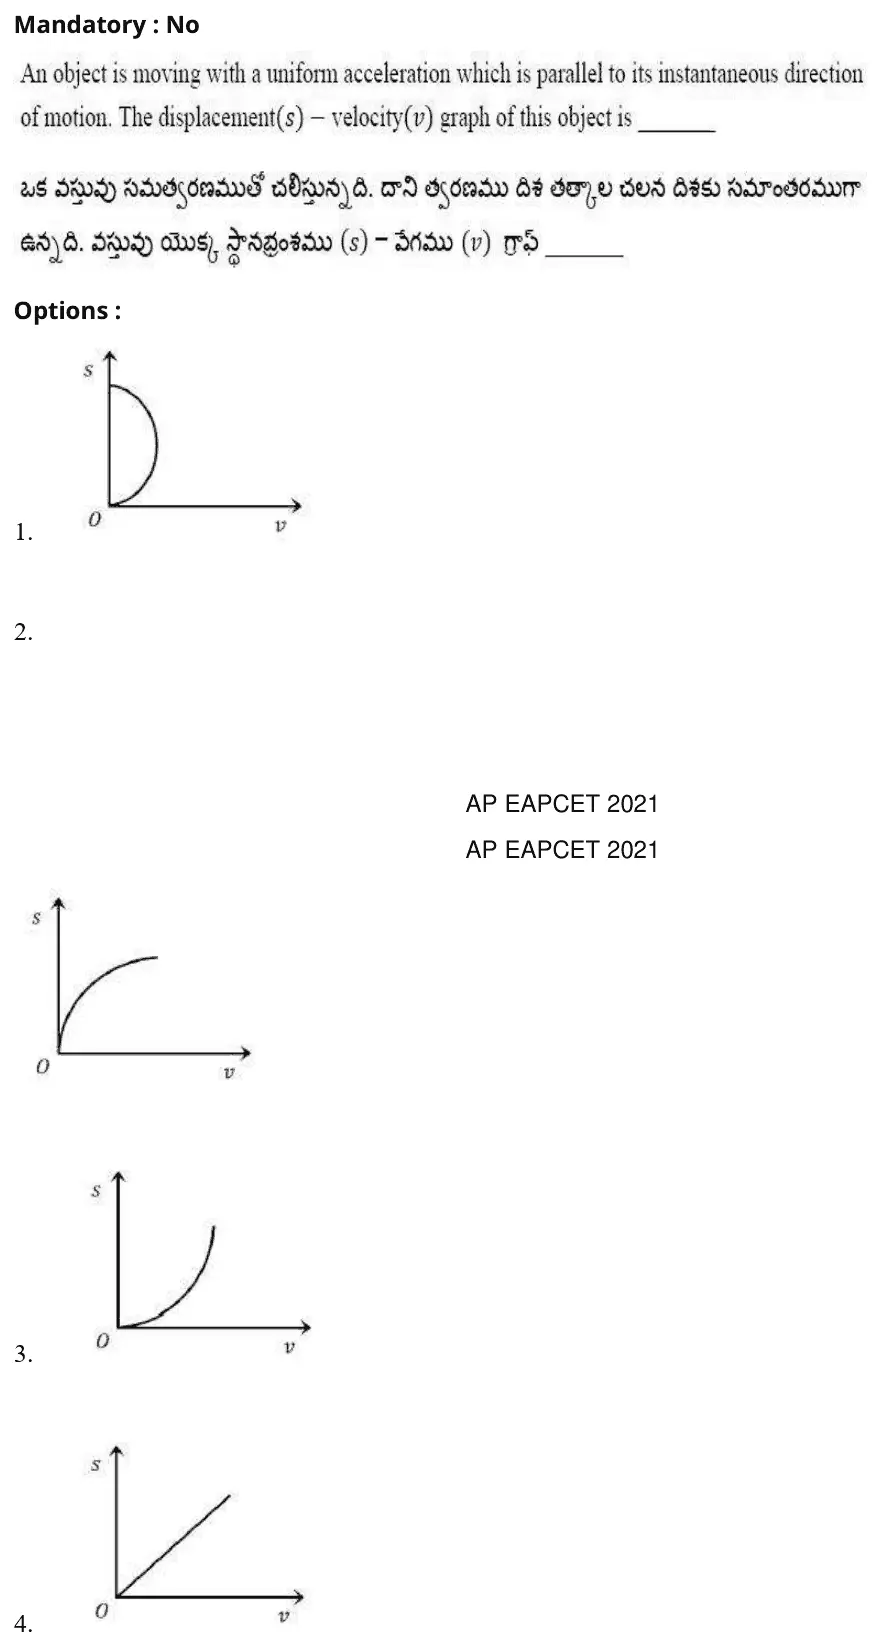 Mandatory : No
An object is moving with a uniform acceleration which is parallel to its instantaneous direction
of motion. The displacement(s) – velocity(v) graph of this object is ______
ఒక వస్తువు సమత్వరణముతో చలిస్తున్నది. దాని త్వరణము దిశ తత్కాల చలన దిశకు సమాంతరముగా
ఉన్నది. వస్తువు యొక్క స్థానభ్రంశము (s) – వేగము (v) గ్రాఫ్ ______
Options :
s
O
v
1.
2.
AP EAPCET 2021
AP EAPCET 2021
s
O
v
s
O
v
3.
s
O
v
4.